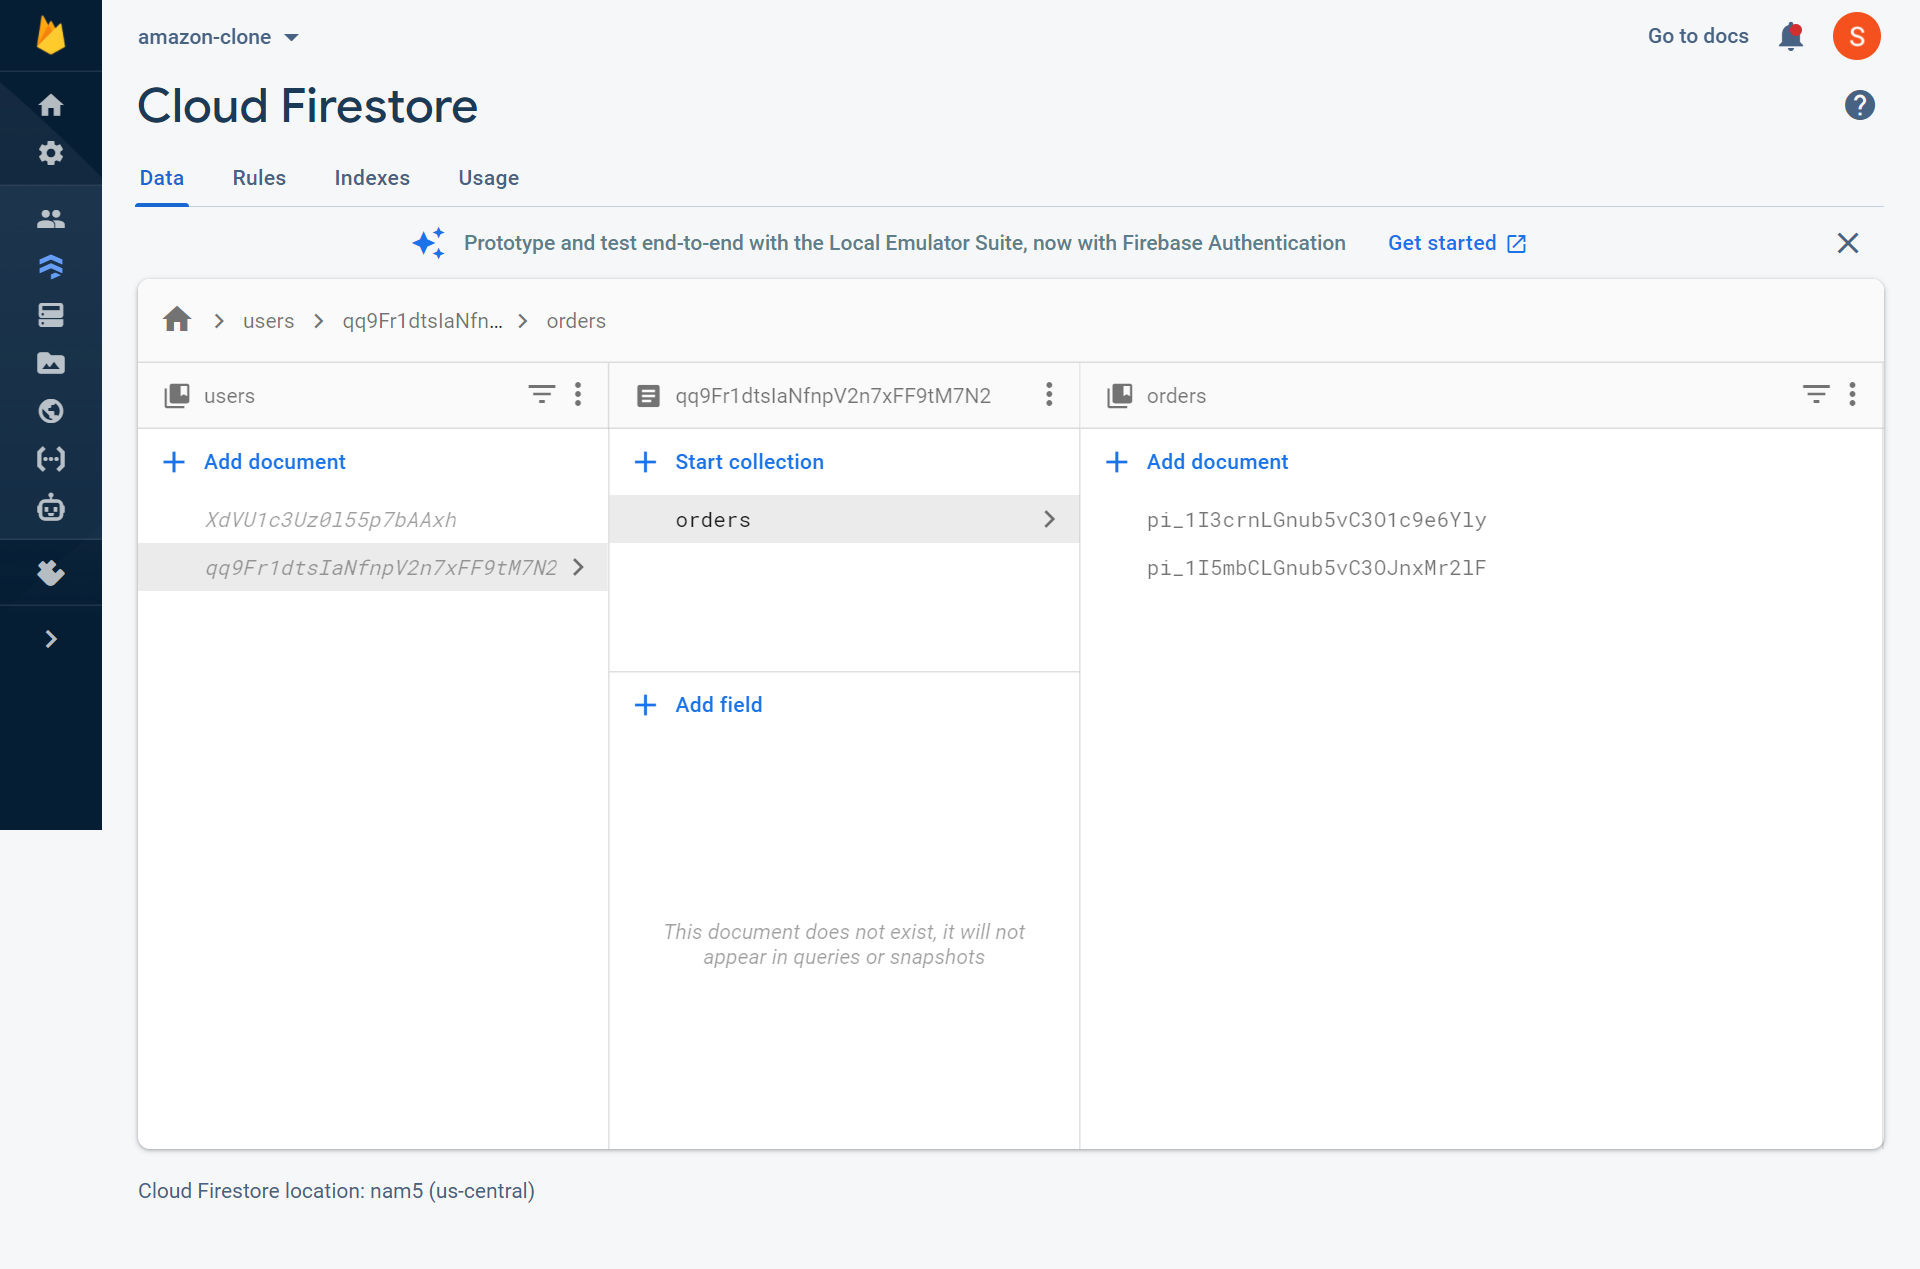 amazon-clone
Go to docs
S
Cloud Firestore
Data
Rules
Indexes
Usage
Prototype and test end-to-end with the Local Emulator Suite, now with Firebase Authentication
Get started
users
qq9Fr1dtsIaNfn...
orders
users
qq9Fr1dtsIaNfnpV2n7xFF9tM7N2
orders
Add document
Start collection
Add document
XdVU1c3Uz0l55p7bAAxh
orders
pi_1I3crnLGnub5vC3O1c9e6Yly
qq9Fr1dtsIaNfnpV2n7xFF9tM7N2
pi_1I5mbCLGnub5vC3OJnxMr2lF
Add field
This document does not exist, it will not
appear in queries or snapshots
Cloud Firestore location: nam5 (us-central)